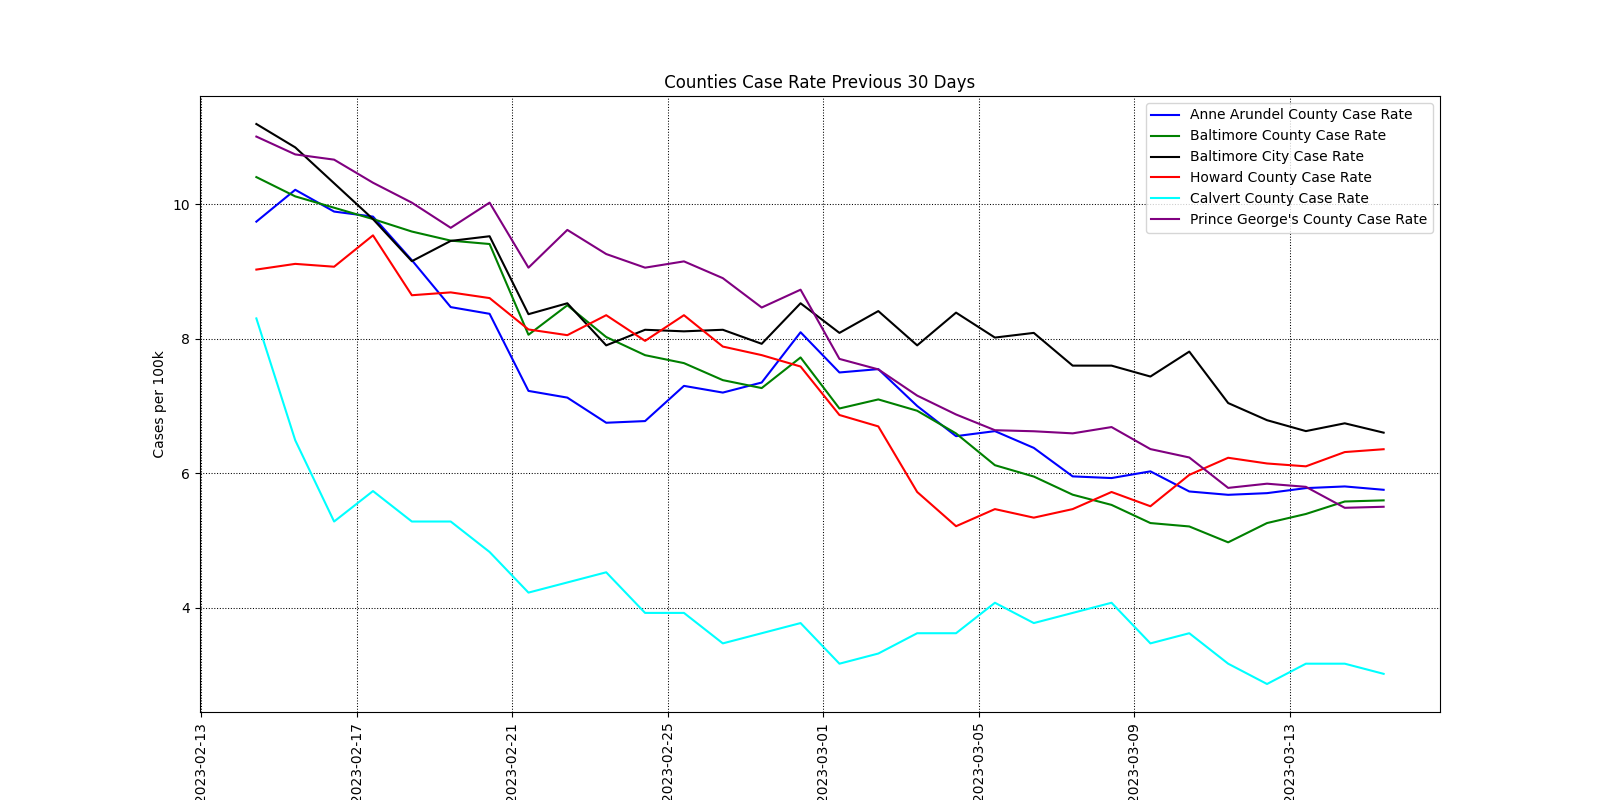 Counties Case Rate Previous 30 Days
Anne Arundel County Case Rate
Baltimore County Case Rate
Baltimore City Case Rate
Howard County Case Rate
Calvert County Case Rate
Prince George's County Case Rate
Cases per 100k
10
8
6
4
2023-02-13
2023-02-17
2023-02-21
2023-02-25
2023-03-01
2023-03-05
2023-03-09
2023-03-13